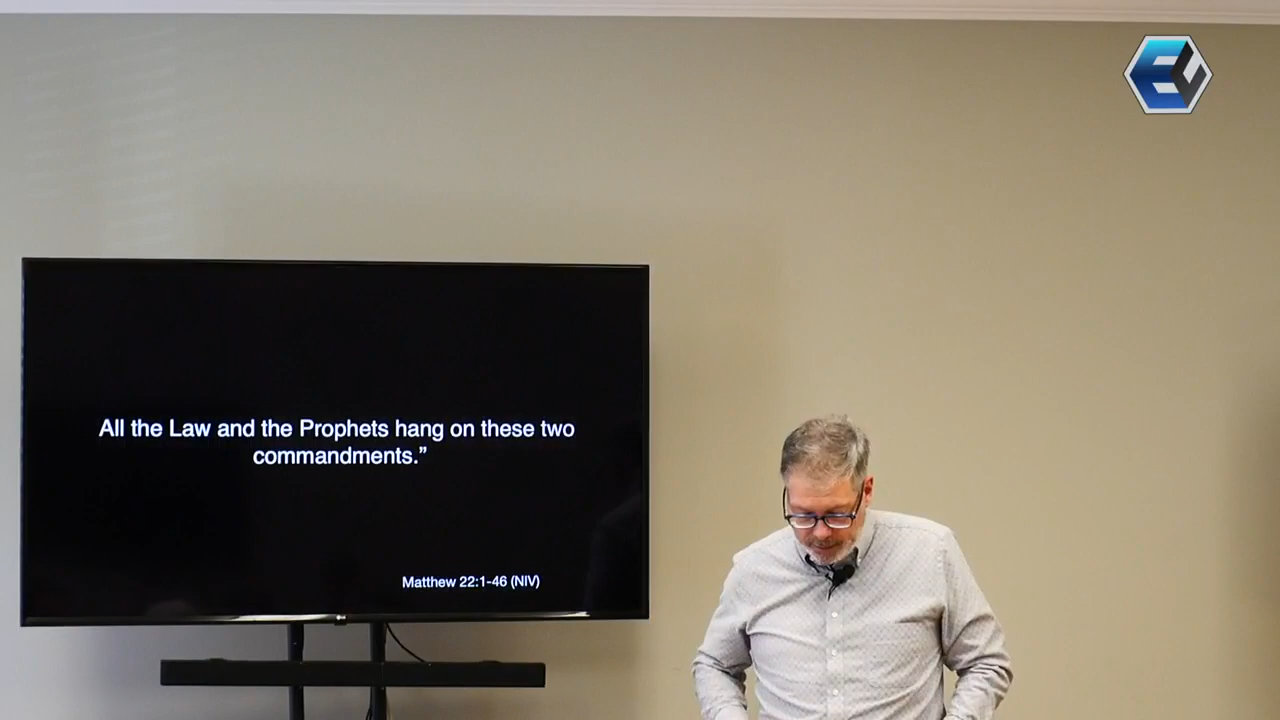 All the Law and the Prophets hang on these two
commandments.”
Matthew 22:1-46 (NIV)